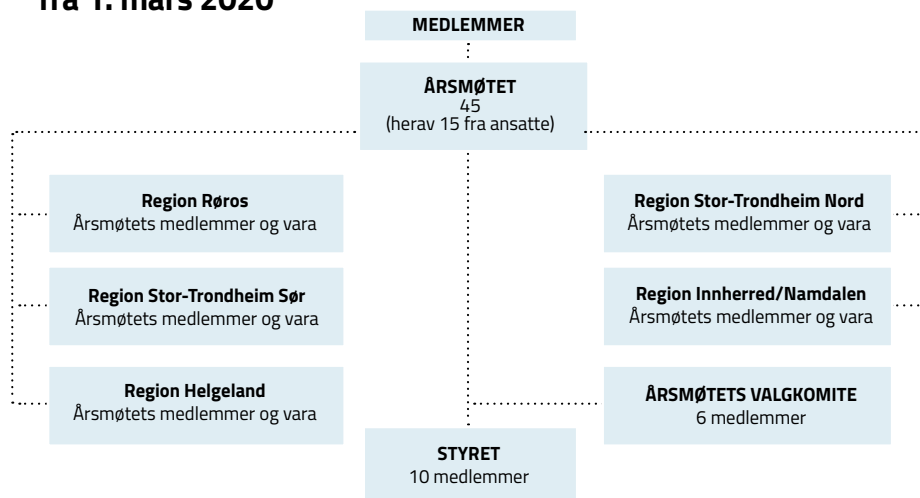 fra 1. mars 2020
MEDLEMMER
ÅRSMØTET
45
(herav 15 fra ansatte)
Region Røros
Årsmøtets medlemmer og vara
Region Stor-Trondheim Nord
Årsmøtets medlemmer og vara
Region Stor-Trondheim Sør
Årsmøtets medlemmer og vara
Region Innherred/Namdalen
Årsmøtets medlemmer og vara
Region Helgeland
Årsmøtets medlemmer og vara
ÅRSMØTETS VALGKOMITE
6 medlemmer
STYRET
10 medlemmer